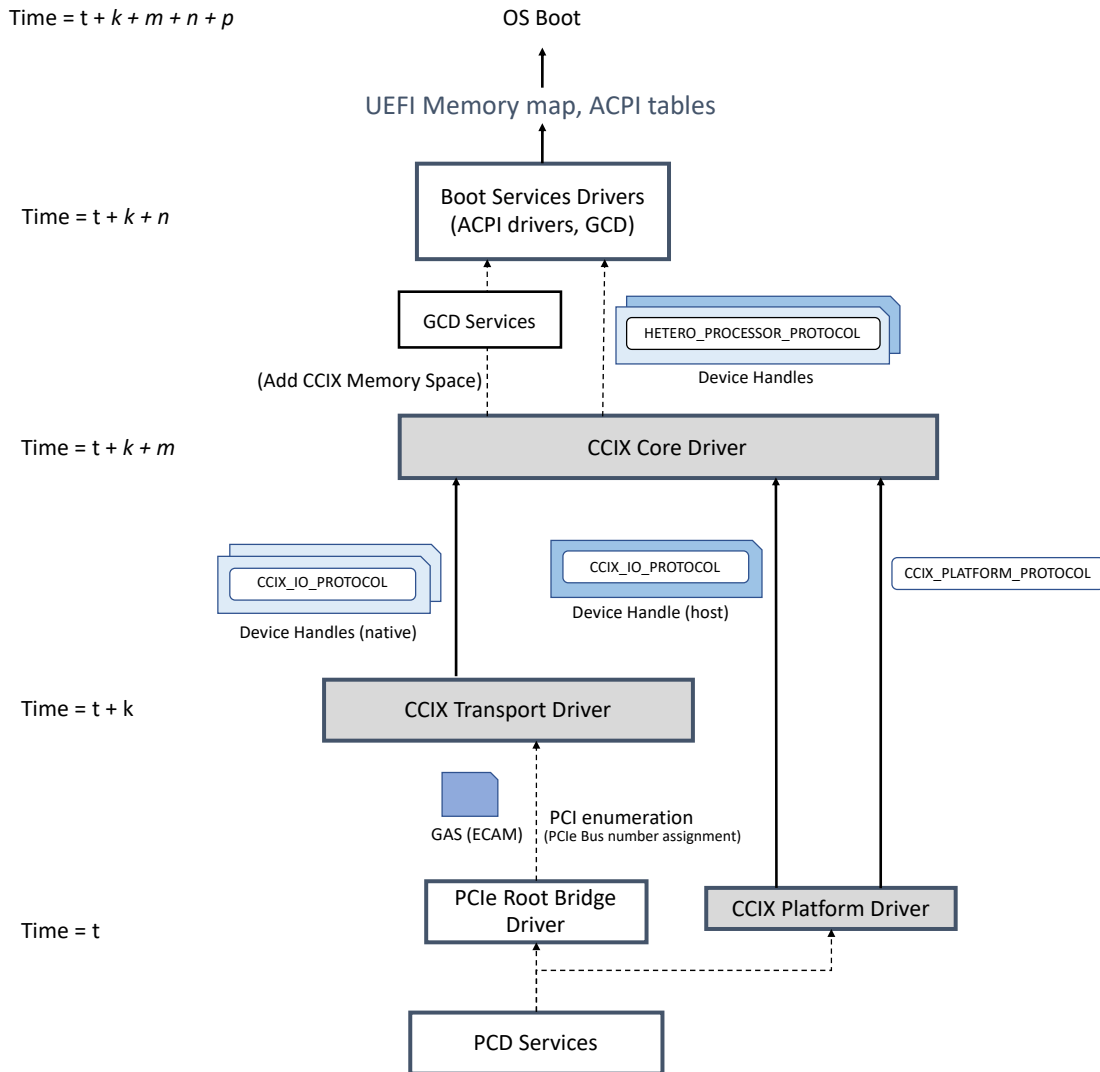 Time = t + k + m + n + p
OS Boot
UEFI Memory map, ACPI tables
Time = t + k + n
Boot Services Drivers
(ACPI drivers, GCD)
GCD Services
HETERO_PROCESSOR_PROTOCOL
Device Handles
(Add CCIX Memory Space)
Time = t + k + m
CCIX Core Driver
CCIX_IO_PROTOCOL
Device Handles (native)
CCIX_IO_PROTOCOL
Device Handle (host)
CCIX_PLATFORM_PROTOCOL
Time = t + k
CCIX Transport Driver
GAS (ECAM)
PCI enumeration
(PCIe Bus number assignment)
Time = t
PCIe Root Bridge
Driver
CCIX Platform Driver
PCD Services